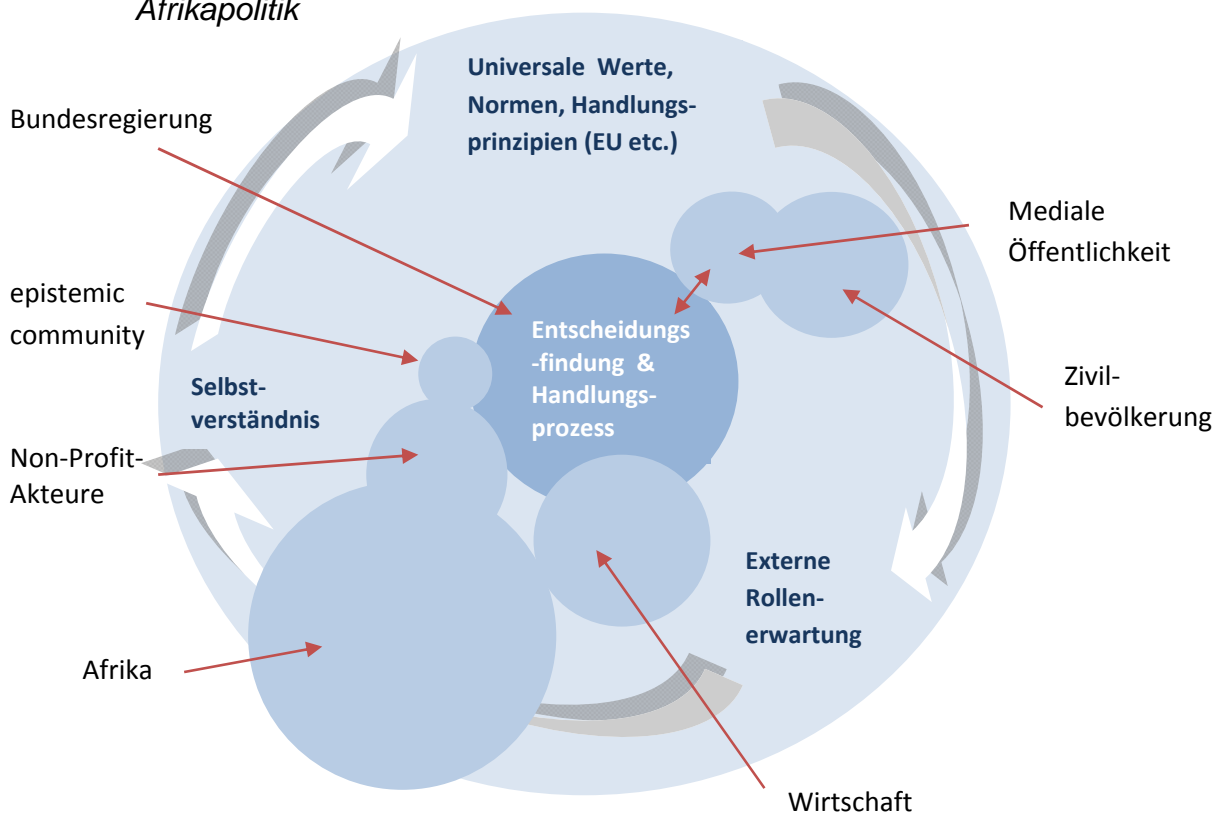 Afrikapolitik
Universale Werte,
Normen, Handlungs-
prinzipien (EU etc.)
Bundesregierung
Mediale
Öffentlichkeit
epistemic
community
Entscheidungs
-findung &
Handlungs-
prozess
Selbst-
verständnis
Zivil-
bevölkerung
Non-Profit-
Akteure
Externe
Rollen-
erwartung
Afrika
Wirtschaft